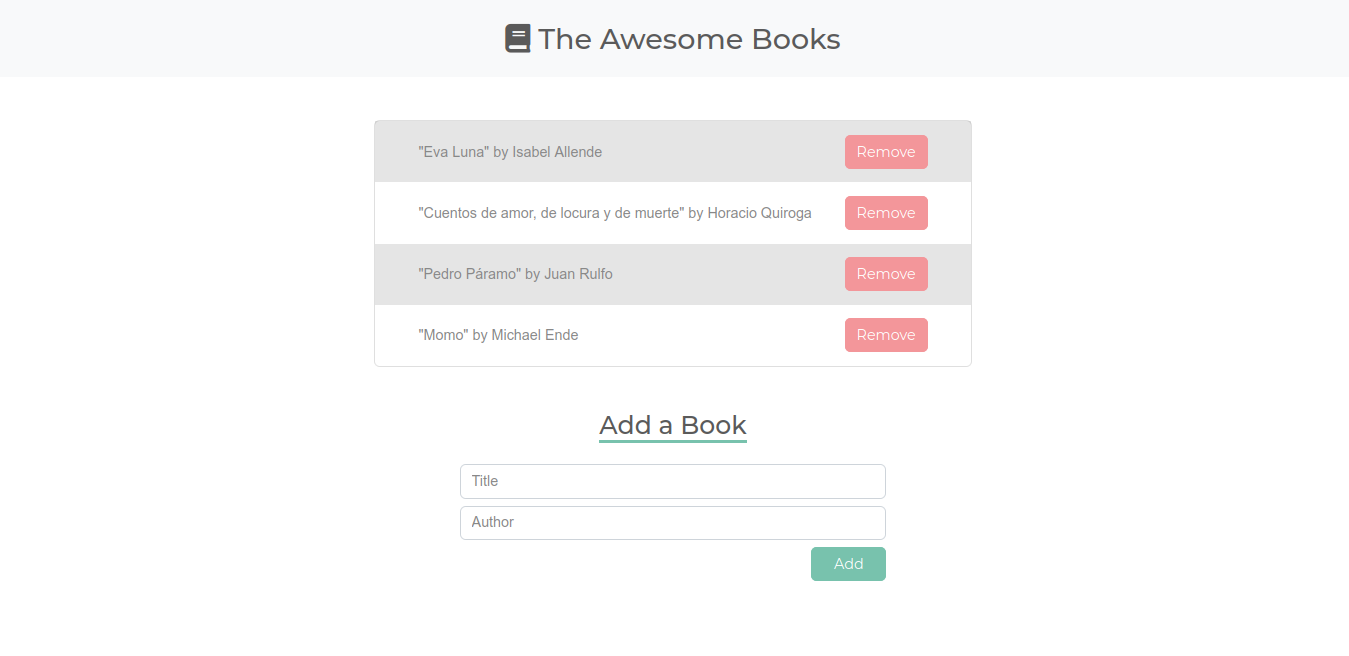 The Awesome Books
"Eva Luna" by Isabel Allende Remove
"Cuentos de amor, de locura y de muerte" by Horacio Quiroga Remove
"Pedro Páramo" by Juan Rulfo Remove
"Momo" by Michael Ende Remove
Add a Book
Title
Author
Add